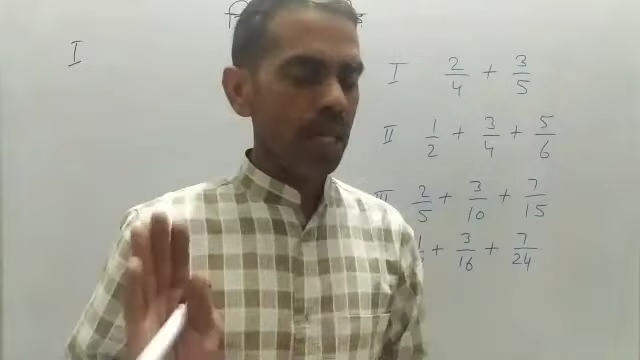 I
I 2/4 + 3/5
II 1/2 + 3/4 + 5/6
III 2/5 + 3/10 + 7/15
+ 3/16 + 7/24